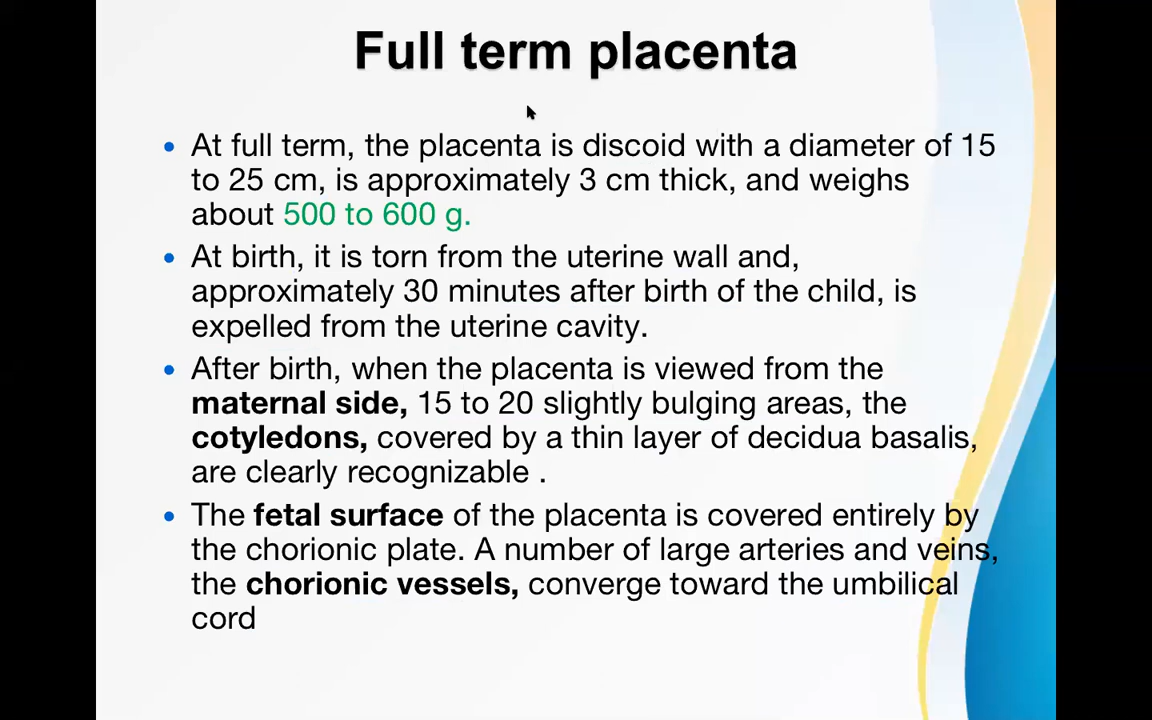 Full term placenta
• At full term, the placenta is discoid with a diameter of 15
to 25 cm, is approximately 3 cm thick, and weighs
about 500 to 600 g.
• At birth, it is torn from the uterine wall and,
approximately 30 minutes after birth of the child, is
expelled from the uterine cavity.
• After birth, when the placenta is viewed from the
maternal side, 15 to 20 slightly bulging areas, the
cotyledons, covered by a thin layer of decidua basalis,
are clearly recognizable .
• The fetal surface of the placenta is covered entirely by
the chorionic plate. A number of large arteries and veins,
the chorionic vessels, converge toward the umbilical
cord